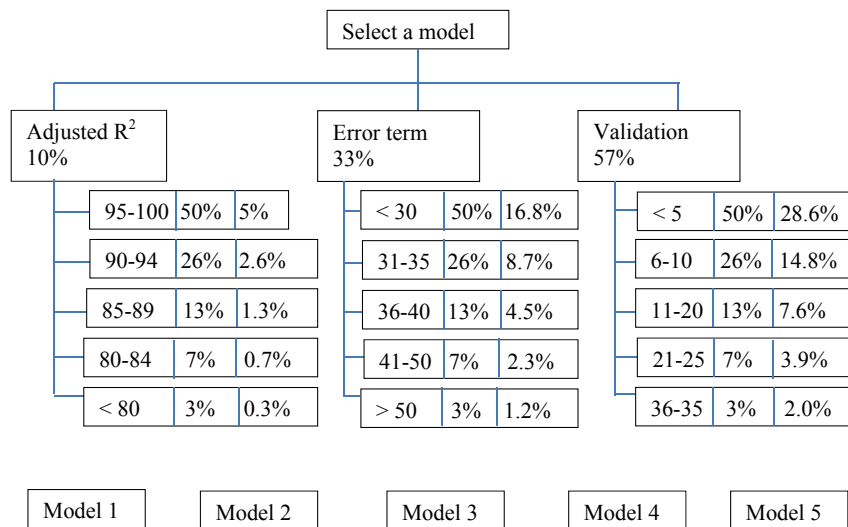 Select a model
Adjusted R²
10%
95-100 50% 5%
90-94 26% 2.6%
85-89 13% 1.3%
80-84 7% 0.7%
< 80 3% 0.3%
Error term
33%
< 30 50% 16.8%
31-35 26% 8.7%
36-40 13% 4.5%
41-50 7% 2.3%
> 50 3% 1.2%
Validation
57%
< 5 50% 28.6%
6-10 26% 14.8%
11-20 13% 7.6%
21-25 7% 3.9%
36-35 3% 2.0%
Model 1
Model 2
Model 3
Model 4
Model 5